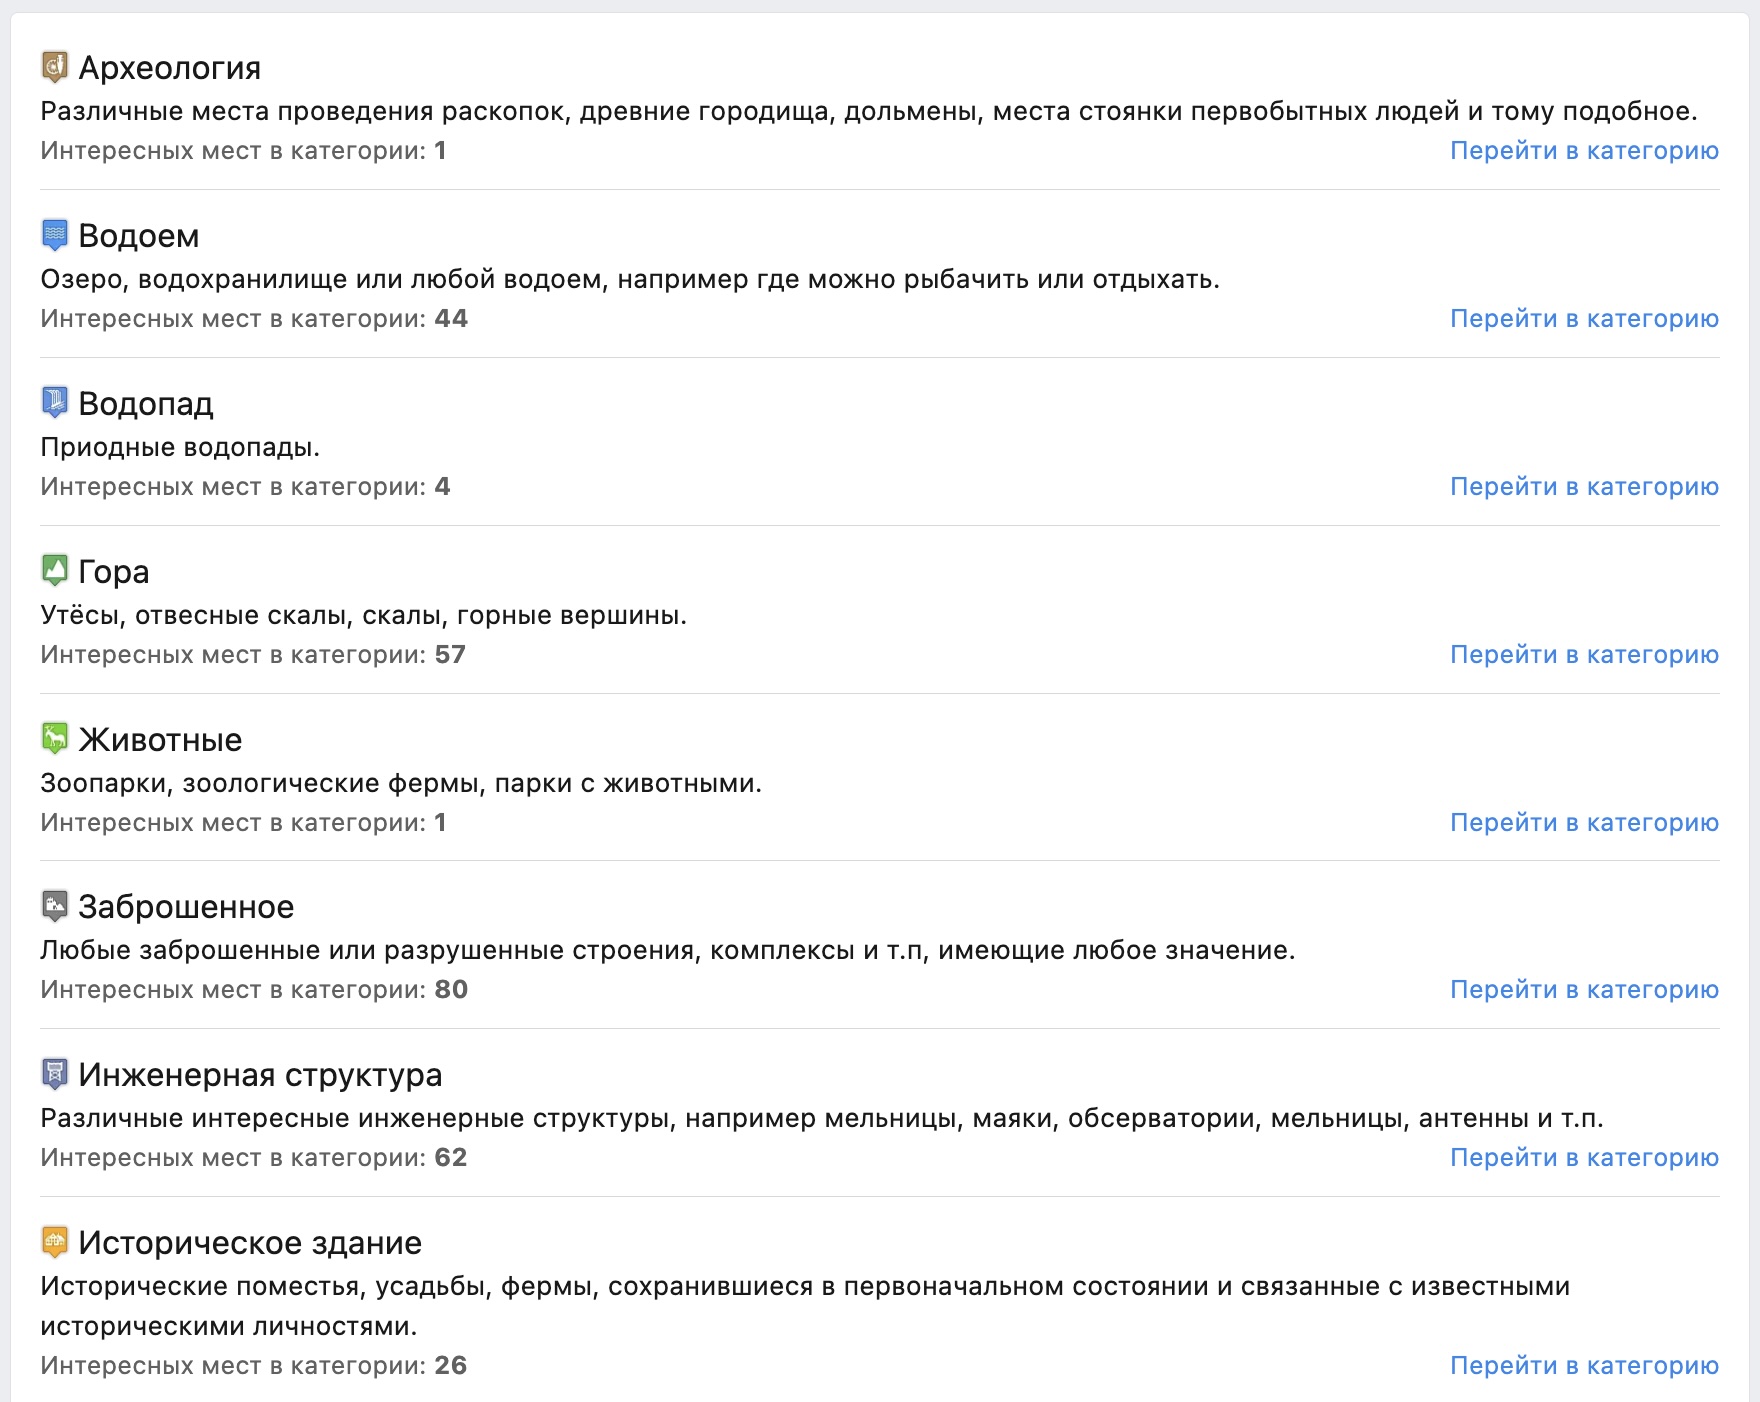 Археология
Различные места проведения раскопок, древние городища, дольмены, места стоянки первобытных людей и тому подобное.
Интересных мест в категории: 1 Перейти в категорию
Водоем
Озеро, водохранилище или любой водоем, например где можно рыбачить или отдыхать.
Интересных мест в категории: 44 Перейти в категорию
Водопад
Приодные водопады.
Интересных мест в категории: 4 Перейти в категорию
Гора
Утёсы, отвесные скалы, скалы, горные вершины.
Интересных мест в категории: 57 Перейти в категорию
Животные
Зоопарки, зоологические фермы, парки с животными.
Интересных мест в категории: 1 Перейти в категорию
Заброшенное
Любые заброшенные или разрушенные строения, комплексы и т.п, имеющие любое значение.
Интересных мест в категории: 80 Перейти в категорию
Инженерная структура
Различные интересные инженерные структуры, например мельницы, маяки, обсерватории, мельницы, антенны и т.п.
Интересных мест в категории: 62 Перейти в категорию
Историческое здание
Исторические поместья, усадьбы, фермы, сохранившиеся в первоначальном состоянии и связанные с известными
историческими личностями.
Интересных мест в категории: 26 Перейти в категорию